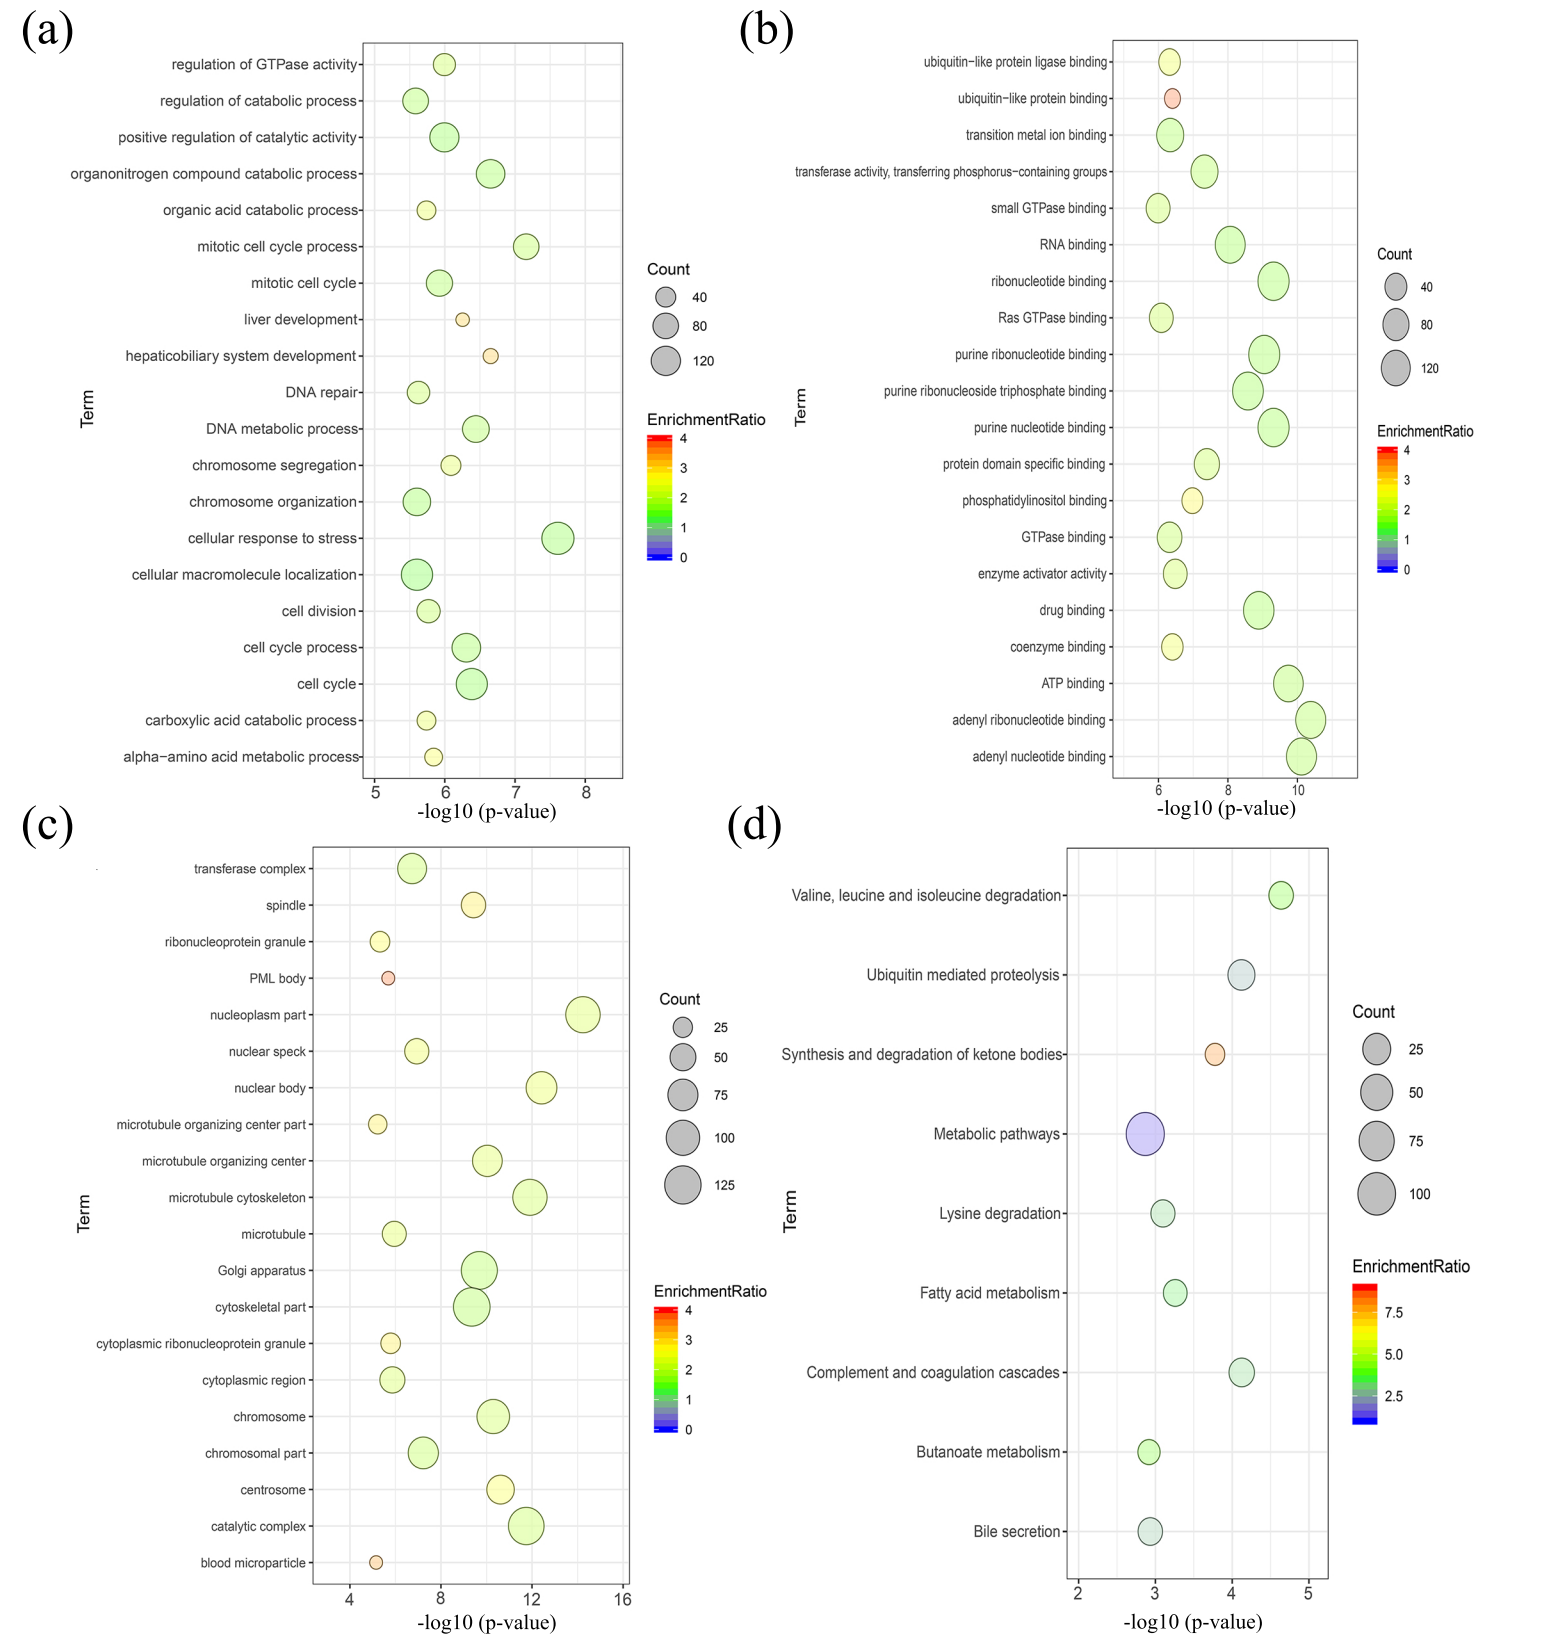 (a)
regulation of GTPase activity
regulation of catabolic process
positive regulation of catalytic activity
organonitrogen compound catabolic process
organic acid catabolic process
mitotic cell cycle process
mitotic cell cycle
liver development
hepaticobiliary system development
DNA repair
DNA metabolic process
chromosome segregation
chromosome organization
cellular response to stress
cellular macromolecule localization
cell division
cell cycle process
cell cycle
carboxylic acid catabolic process
alpha−amino acid metabolic process
Term
5 6 7 8
-log10 (p-value)
Count
40
80
120
EnrichmentRatio
4
3
2
1
0
(b)
ubiquitin−like protein ligase binding
ubiquitin−like protein binding
transition metal ion binding
transferase activity, transferring phosphorus−containing groups
small GTPase binding
RNA binding
ribonucleotide binding
Ras GTPase binding
purine ribonucleotide binding
purine ribonucleoside triphosphate binding
purine nucleotide binding
protein domain specific binding
phosphatidylinositol binding
GTPase binding
enzyme activator activity
drug binding
coenzyme binding
ATP binding
adenyl ribonucleotide binding
adenyl nucleotide binding
Term
6 8 10
-log10 (p-value)
Count
40
80
120
EnrichmentRatio
4
3
2
1
0
(c)
transferase complex
spindle
ribonucleoprotein granule
PML body
nucleoplasm part
nuclear speck
nuclear body
microtubule organizing center part
microtubule organizing center
microtubule cytoskeleton
microtubule
Golgi apparatus
cytoskeletal part
cytoplasmic ribonucleoprotein granule
cytoplasmic region
chromosome
chromosomal part
centrosome
catalytic complex
blood microparticle
Term
4 8 12 16
-log10 (p-value)
Count
25
50
75
100
125
EnrichmentRatio
4
3
2
1
0
(d)
Valine, leucine and isoleucine degradation
Ubiquitin mediated proteolysis
Synthesis and degradation of ketone bodies
Metabolic pathways
Lysine degradation
Fatty acid metabolism
Complement and coagulation cascades
Butanoate metabolism
Bile secretion
Term
2 3 4 5
-log10 (p-value)
Count
25
50
75
100
EnrichmentRatio
7.5
5.0
2.5